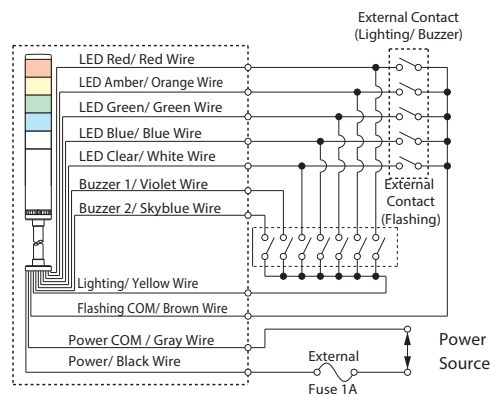 External Contact
(Lighting/ Buzzer)
LED Red/ Red Wire
LED Amber/ Orange Wire
LED Green/ Green Wire
LED Blue/ Blue Wire
LED Clear/ White Wire
Buzzer 1/ Violet Wire
Buzzer 2/ Skyblue Wire
External
Contact
(Flashing)
Lighting/ Yellow Wire
Flashing COM/ Brown Wire
Power COM / Gray Wire
Power/ Black Wire
External
Fuse 1A
Power
Source